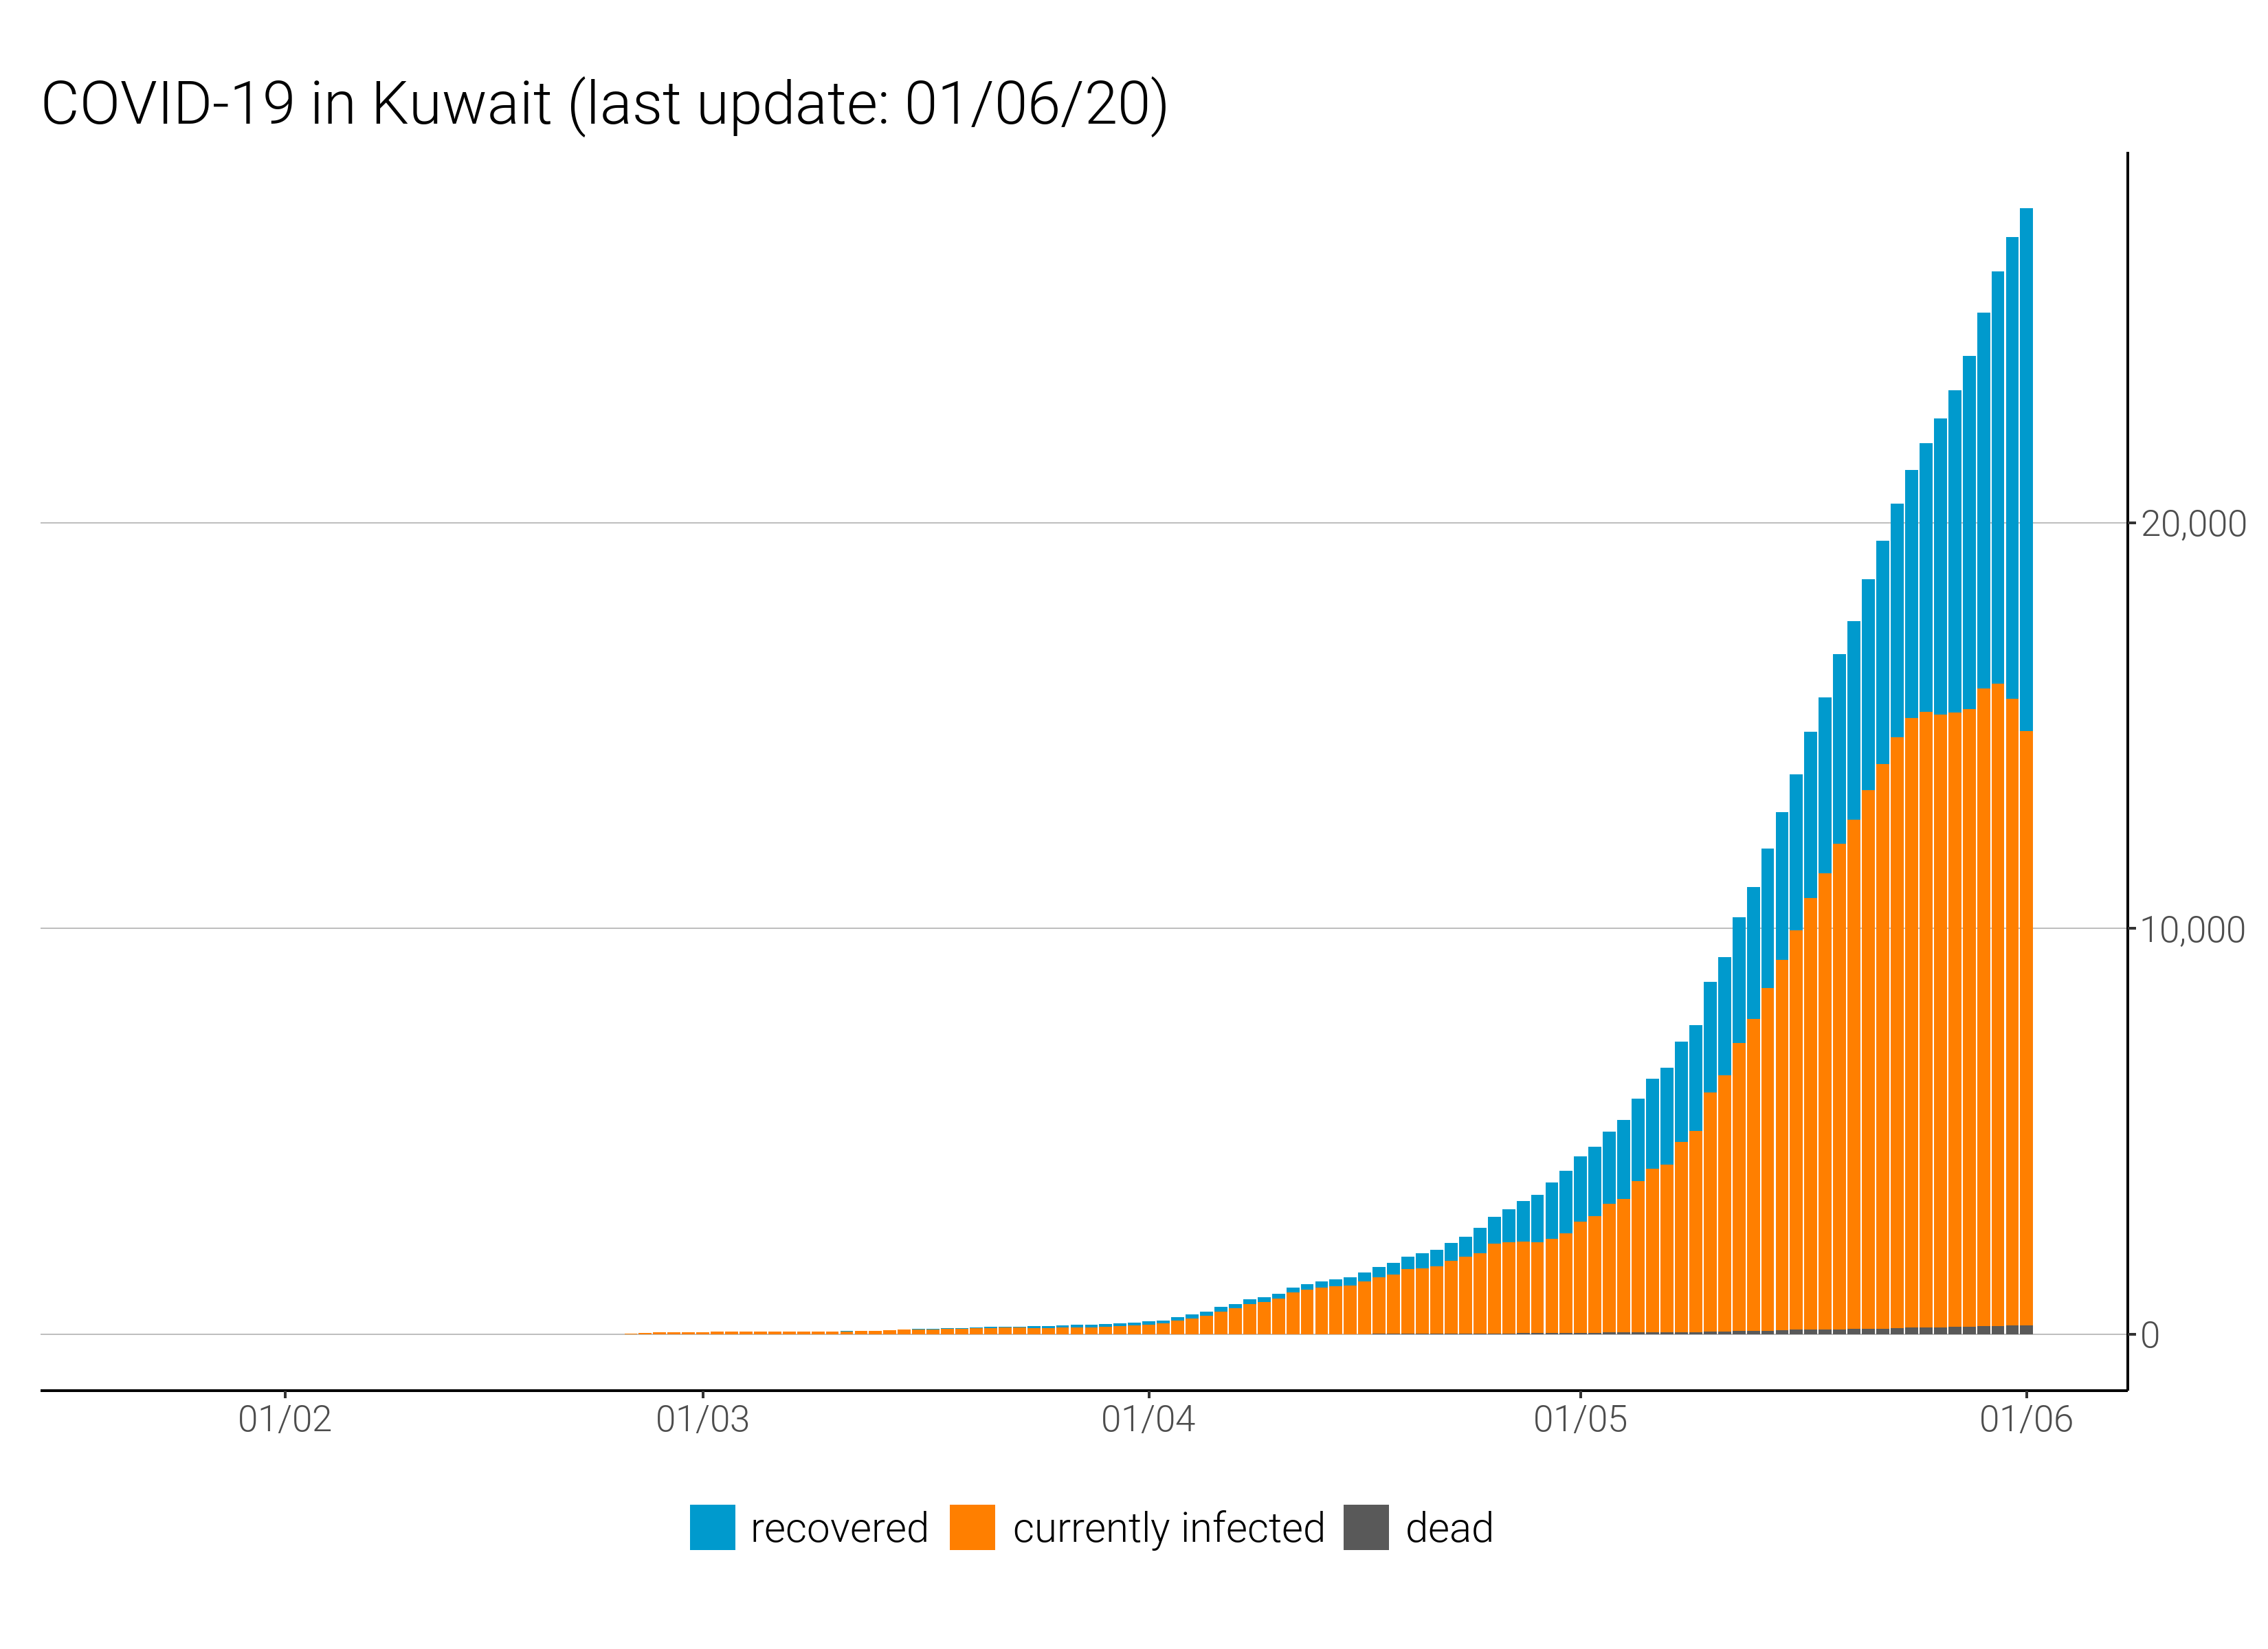 COVID-19 in Kuwait (last update: 01/06/20)
20,000
10,000
0
01/02 01/03 01/04 01/05 01/06
recovered currently infected dead